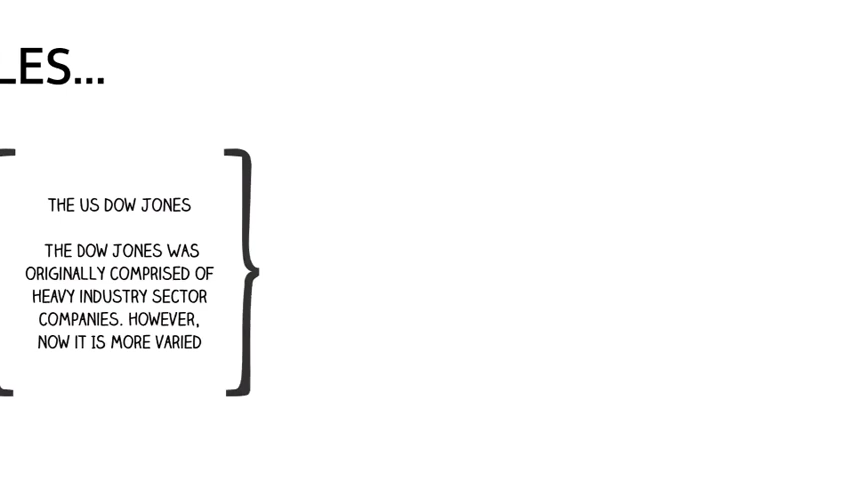 LES...
THE US DOW JONES
THE DOW JONES WAS
ORIGINALLY COMPRISED OF
HEAVY INDUSTRY SECTOR
COMPANIES. HOWEVER,
NOW IT IS MORE VARIED